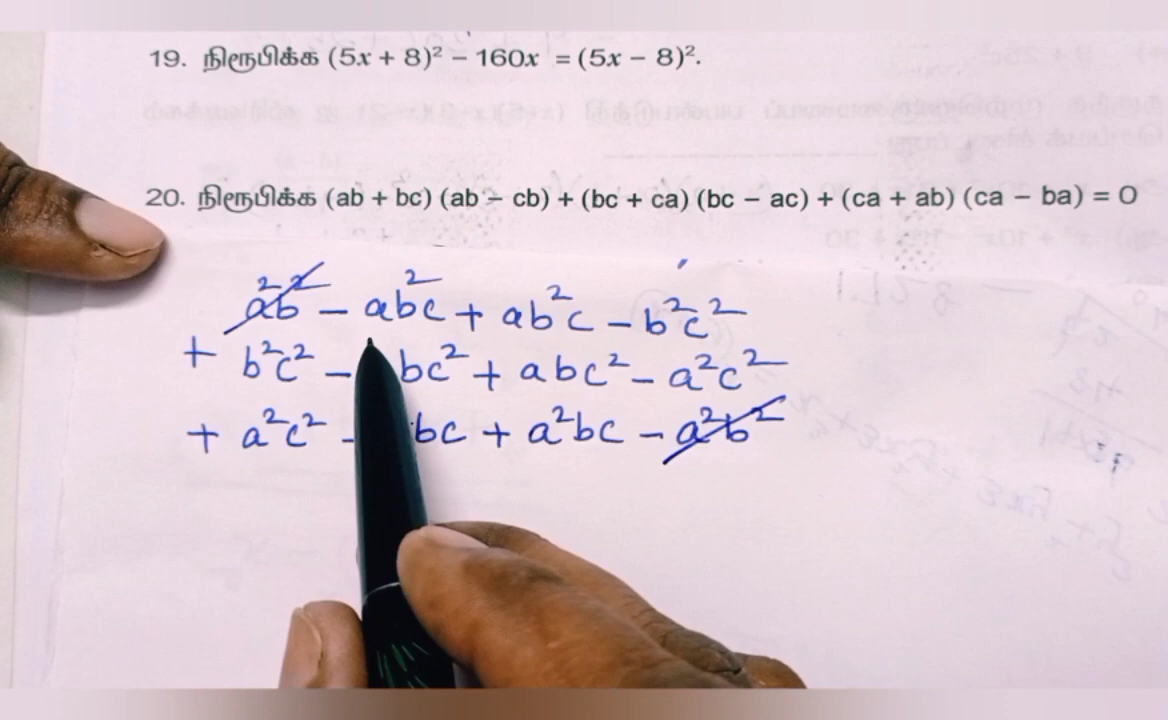 19. நிரூபிக்க (5x + 8)² − 160x = (5x − 8)².
20. நிரூபிக்க (ab + bc) (ab − cb) + (bc + ca) (bc − ac) + (ca + ab) (ca − ba) = 0
a²b² − ab²c + ab²c − b²c²
+ b²c² − bc² + abc² − a²c²
+ a²c² − bc + a²bc − a²b²